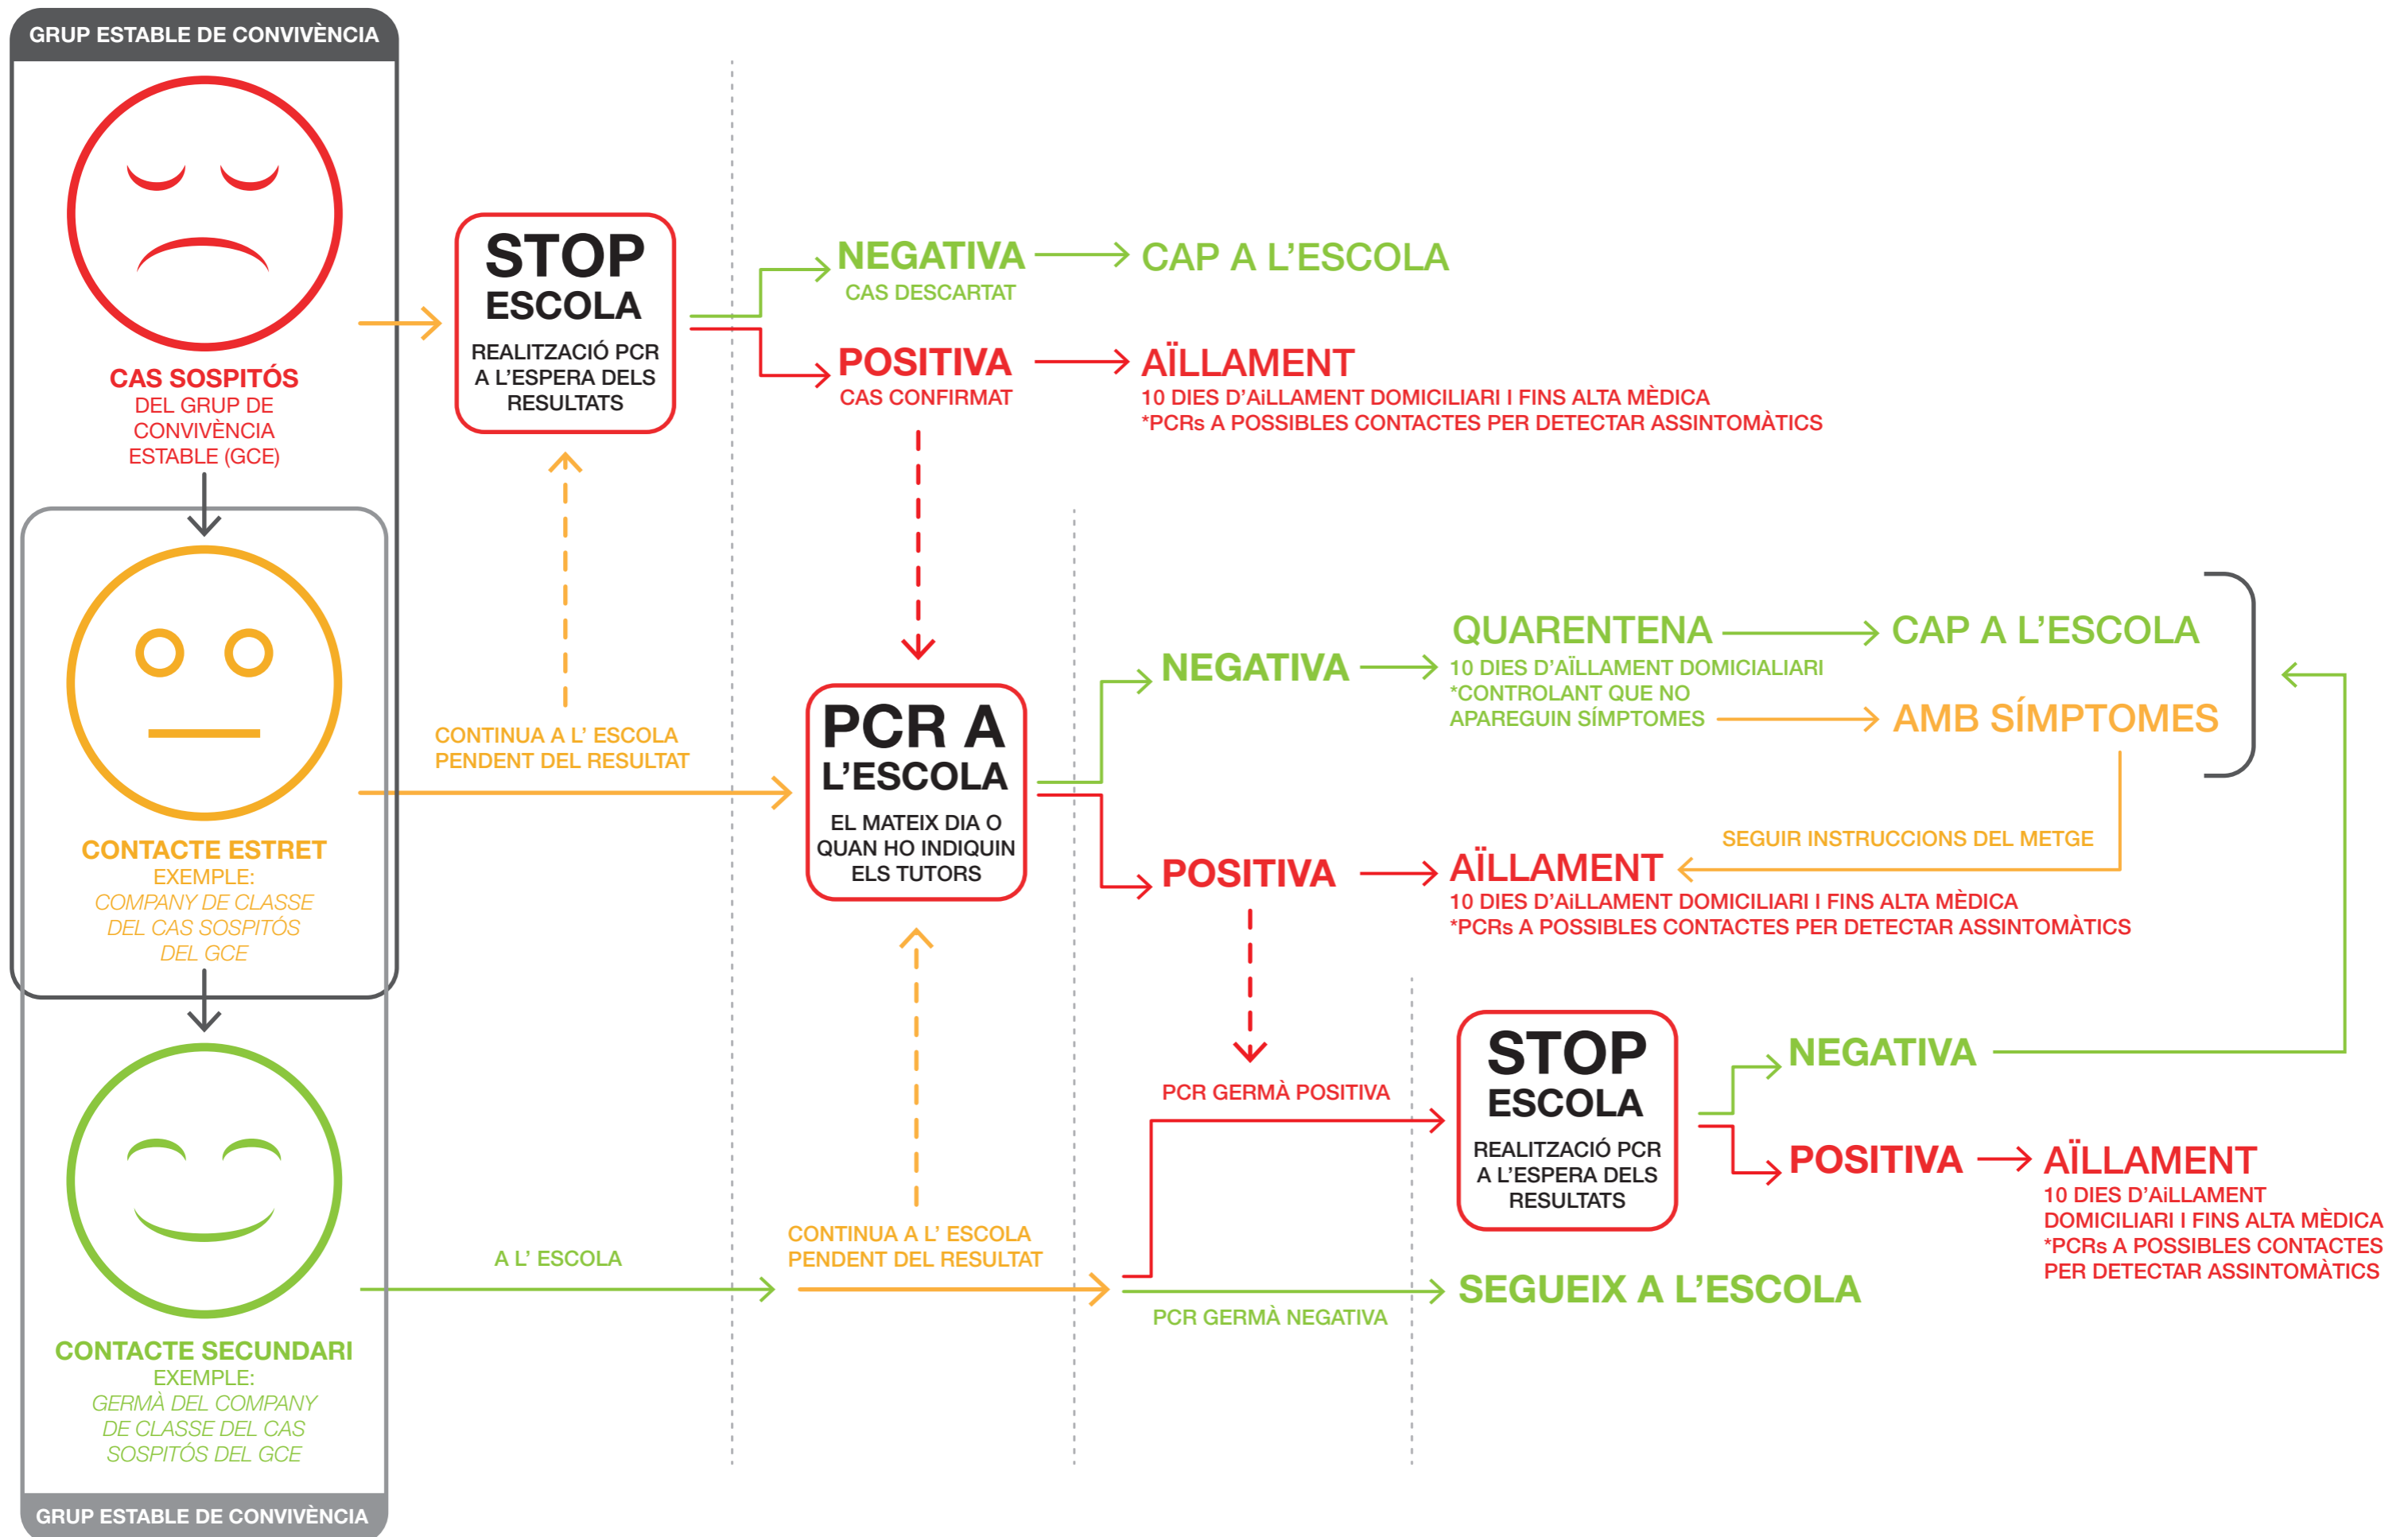 GRUP ESTABLE DE CONVIVÈNCIA
CAS SOSPITÓS
DEL GRUP DE
CONVIVÈNCIA
ESTABLE (GCE)
STOP
ESCOLA
REALITZACIÓ PCR
A L'ESPERA DELS
RESULTATS
NEGATIVA
CAS DESCARTAT
CAP A L'ESCOLA
POSITIVA
CAS CONFIRMAT
AÏLLAMENT
10 DIES D'AiLLAMENT DOMICILIARI I FINS ALTA MÈDICA
*PCRs A POSSIBLES CONTACTES PER DETECTAR ASSINTOMÀTICS
CONTACTE ESTRET
EXEMPLE:
COMPANY DE CLASSE
DEL CAS SOSPITÓS
DEL GCE
CONTINUA A L' ESCOLA
PENDENT DEL RESULTAT
PCR A
L'ESCOLA
EL MATEIX DIA O
QUAN HO INDIQUIN
ELS TUTORS
NEGATIVA
QUARENTENA
10 DIES D'AÏLLAMENT DOMICIALIARI
*CONTROLANT QUE NO
APAREGUIN SÍMPTOMES
CAP A L'ESCOLA
AMB SÍMPTOMES
SEGUIR INSTRUCCIONS DEL METGE
POSITIVA
AÏLLAMENT
10 DIES D'AiLLAMENT DOMICILIARI I FINS ALTA MÈDICA
*PCRs A POSSIBLES CONTACTES PER DETECTAR ASSINTOMÀTICS
CONTACTE SECUNDARI
EXEMPLE:
GERMÀ DEL COMPANY
DE CLASSE DEL CAS
SOSPITÓS DEL GCE
GRUP ESTABLE DE CONVIVÈNCIA
A L' ESCOLA
CONTINUA A L' ESCOLA
PENDENT DEL RESULTAT
PCR GERMÀ POSITIVA
PCR GERMÀ NEGATIVA
STOP
ESCOLA
REALITZACIÓ PCR
A L'ESPERA DELS
RESULTATS
NEGATIVA
POSITIVA
AÏLLAMENT
10 DIES D'AiLLAMENT
DOMICILIARI I FINS ALTA MÈDICA
*PCRs A POSSIBLES CONTACTES
PER DETECTAR ASSINTOMÀTICS
SEGUEIX A L'ESCOLA